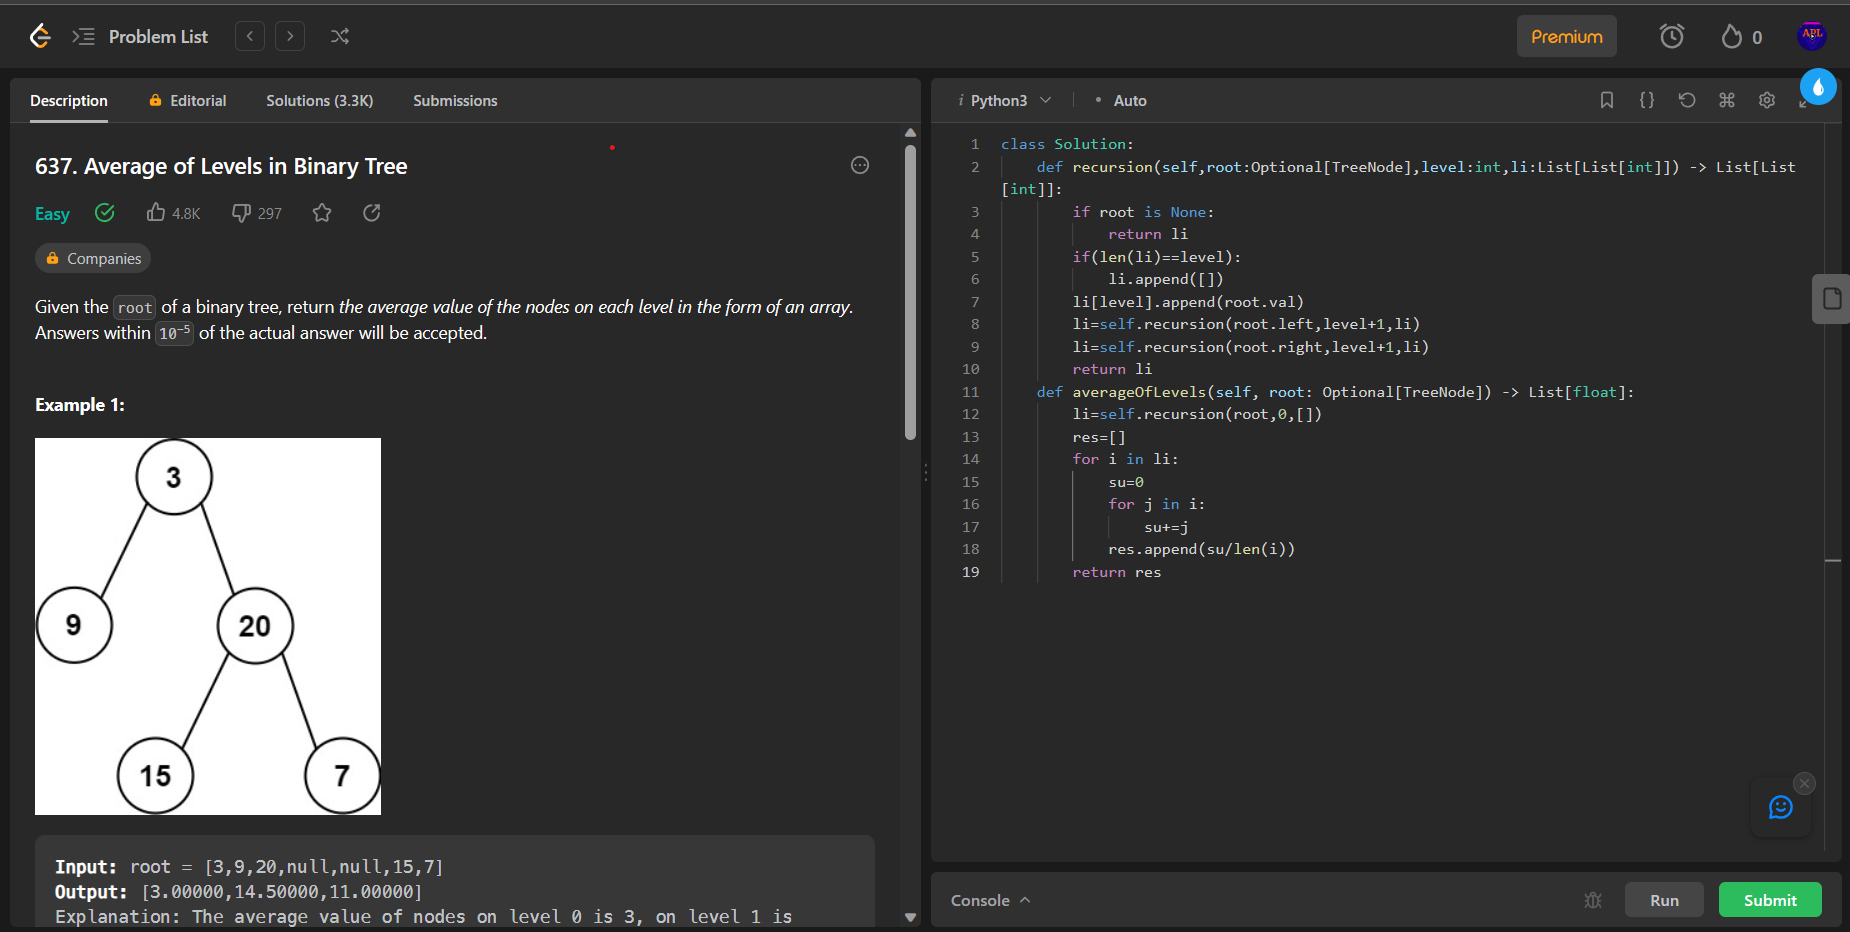 Problem List
Premium
0
APL
Description
Editorial
Solutions (3.3K)
Submissions
637. Average of Levels in Binary Tree
Easy
4.8K
297
Companies
Given the root of a binary tree, return the average value of the nodes on each level in the form of an array.
Answers within 10⁻⁵ of the actual answer will be accepted.
Example 1:
3
9
20
15
7
Input: root = [3,9,20,null,null,15,7]
Output: [3.00000,14.50000,11.00000]
Explanation: The average value of nodes on level 0 is 3, on level 1 is
i Python3
• Auto
1 class Solution:
2 def recursion(self,root:Optional[TreeNode],level:int,li:List[List[int]]) -> List[List
[int]]:
3 if root is None:
4 return li
5 if(len(li)==level):
6 li.append([])
7 li[level].append(root.val)
8 li=self.recursion(root.left,level+1,li)
9 li=self.recursion(root.right,level+1,li)
10 return li
11 def averageOfLevels(self, root: Optional[TreeNode]) -> List[float]:
12 li=self.recursion(root,0,[])
13 res=[]
14 for i in li:
15 su=0
16 for j in i:
17 su+=j
18 res.append(su/len(i))
19 return res
Console
Run
Submit